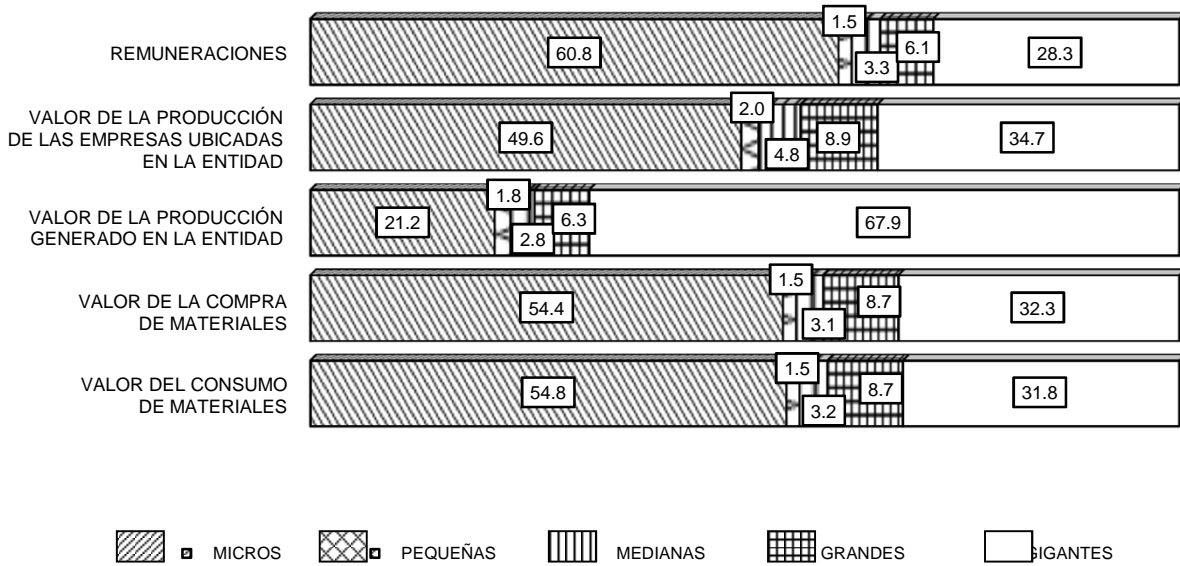 1.5
REMUNERACIONES
60.8
3.3
6.1
28.3
VALOR DE LA PRODUCCIÓN
DE LAS EMPRESAS UBICADAS
EN LA ENTIDAD
2.0
49.6
4.8
8.9
34.7
VALOR DE LA PRODUCCIÓN
GENERADO EN LA ENTIDAD
1.8
21.2
2.8
6.3
67.9
VALOR DE LA COMPRA
DE MATERIALES
1.5
54.4
3.1
8.7
32.3
VALOR DEL CONSUMO
DE MATERIALES
1.5
54.8
3.2
8.7
31.8
MICROS PEQUEÑAS MEDIANAS GRANDES GIGANTES